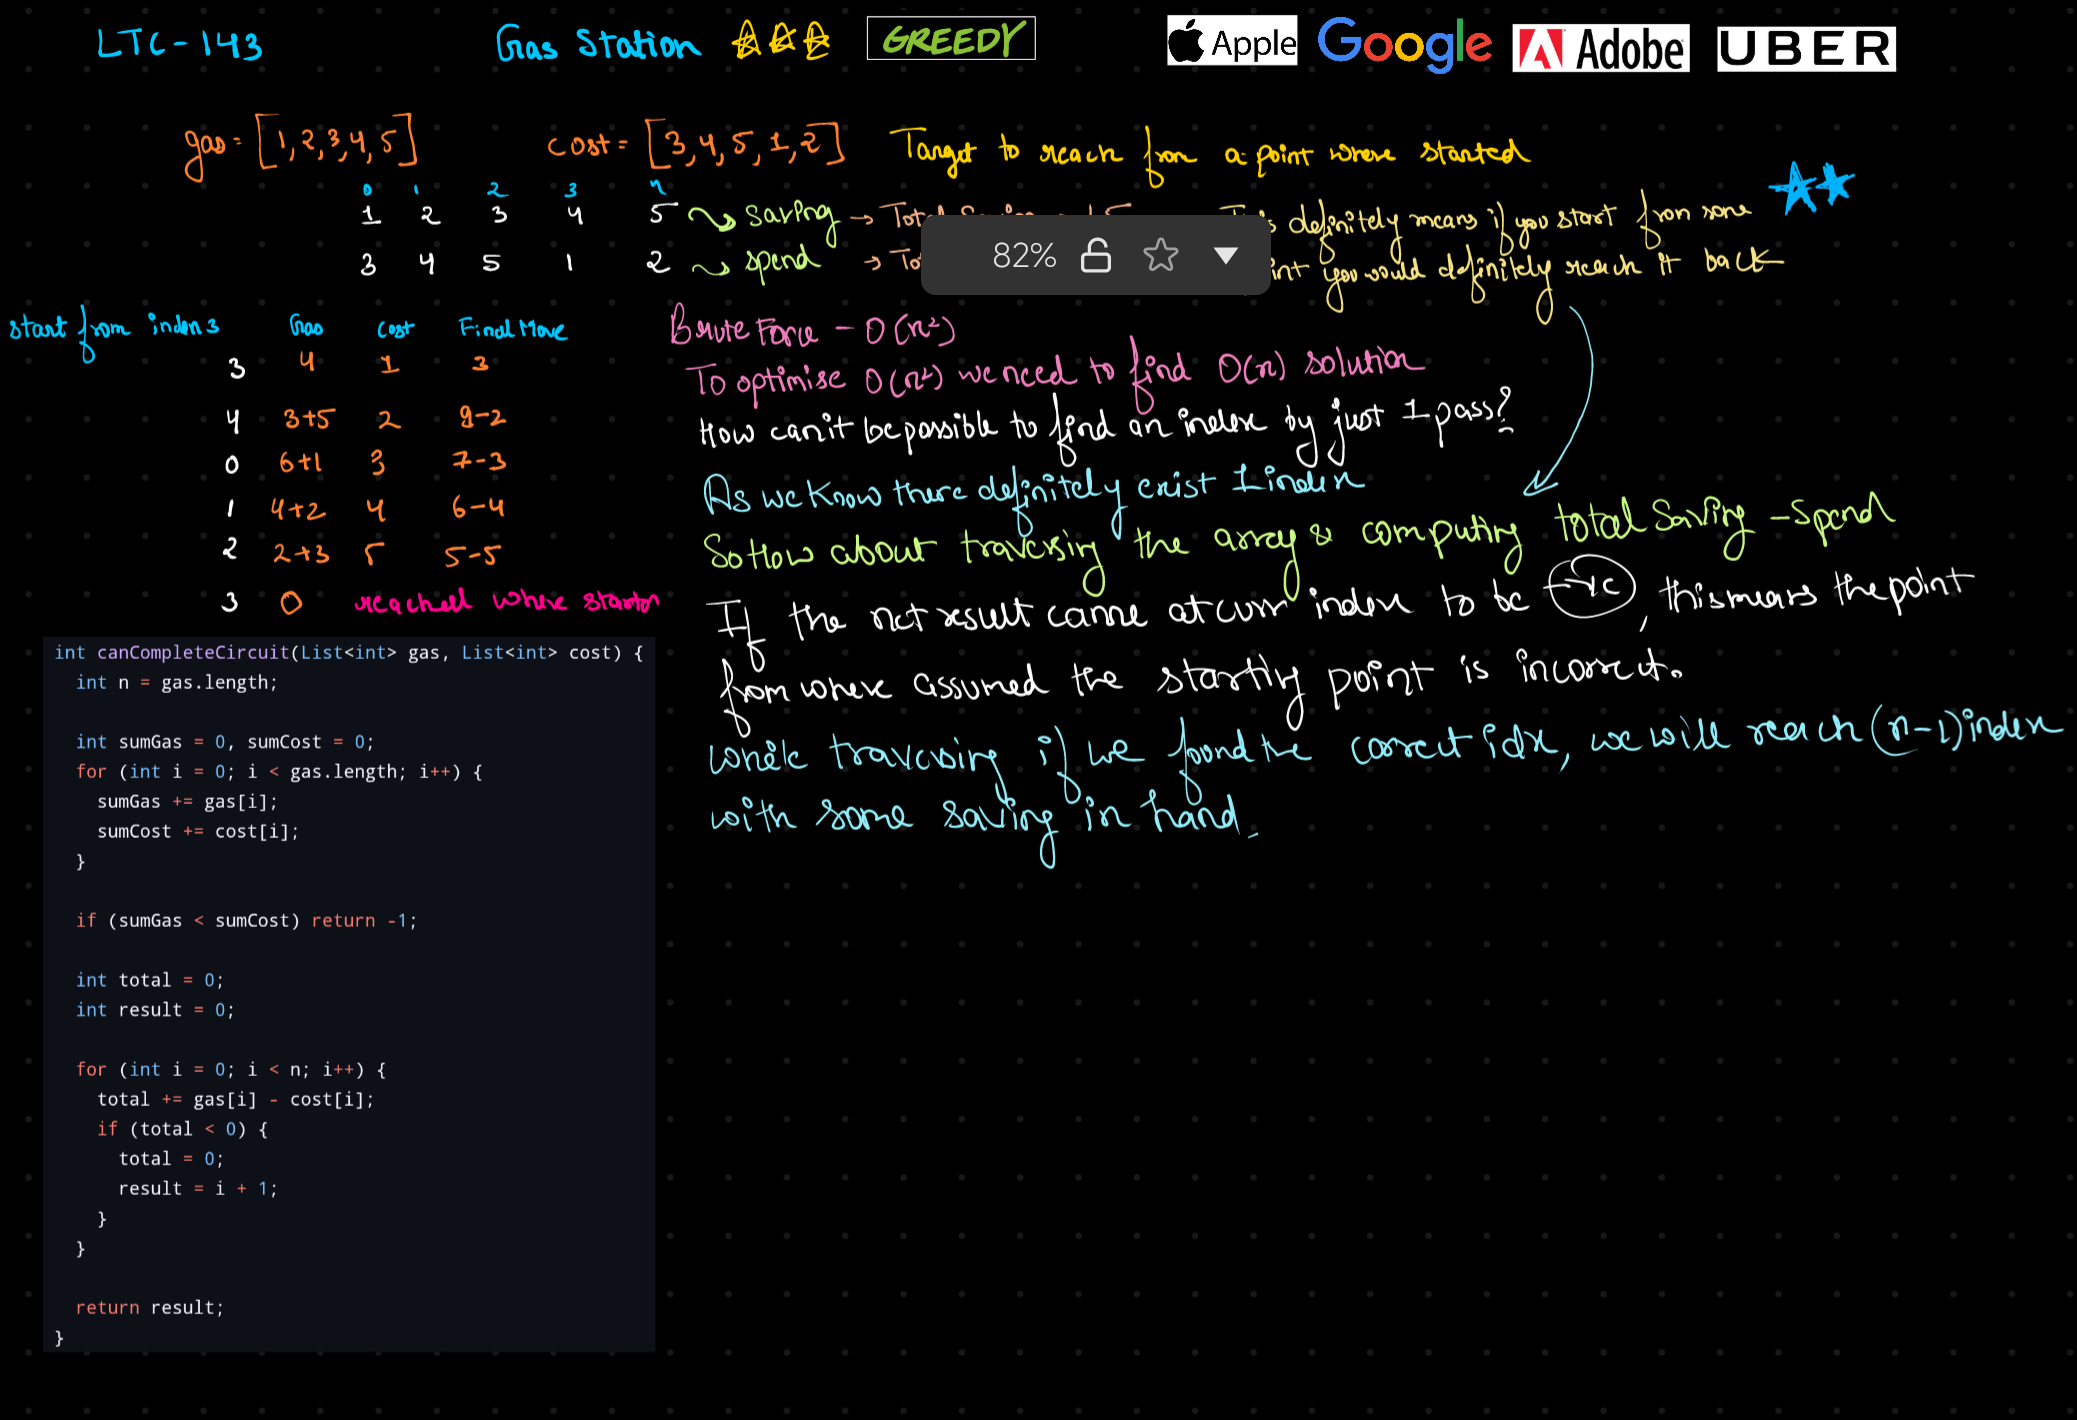 LTC-143 Gas Station GREEDY Apple Google Adobe UBER
gas = [1,2,3,4,5] cost = [3,4,5,1,2] Target to reach from a point where started
0 1 2 3 4
1 2 3 4 5 saving → definitely means if you start from some
3 4 5 1 2 spend → you would definitely reach it back
82%
start from index 3 Gas Cost Final Move
3 4 1 3
4 3+5 2 8-2
0 6+1 3 7-3
1 4+2 4 6-4
2 2+3 5 5-5
3 0 reached where started
Brute Force - O(n²)
To optimise O(n²) we need to find O(n) solution
How can it be possible to find an index by just 1 pass?
As we know there definitely exist 1 index
So How about traversing the array & computing total Saving - Spend
If the net result came at curr index to be -ve, this means the point
from where assumed the starting point is incorrect.
While traversing if we found the correct idx, we will reach (n-1) index
with some saving in hand.
int canCompleteCircuit(List<int> gas, List<int> cost) {
int n = gas.length;
int sumGas = 0, sumCost = 0;
for (int i = 0; i < gas.length; i++) {
sumGas += gas[i];
sumCost += cost[i];
}
if (sumGas < sumCost) return -1;
int total = 0;
int result = 0;
for (int i = 0; i < n; i++) {
total += gas[i] - cost[i];
if (total < 0) {
total = 0;
result = i + 1;
}
}
return result;
}